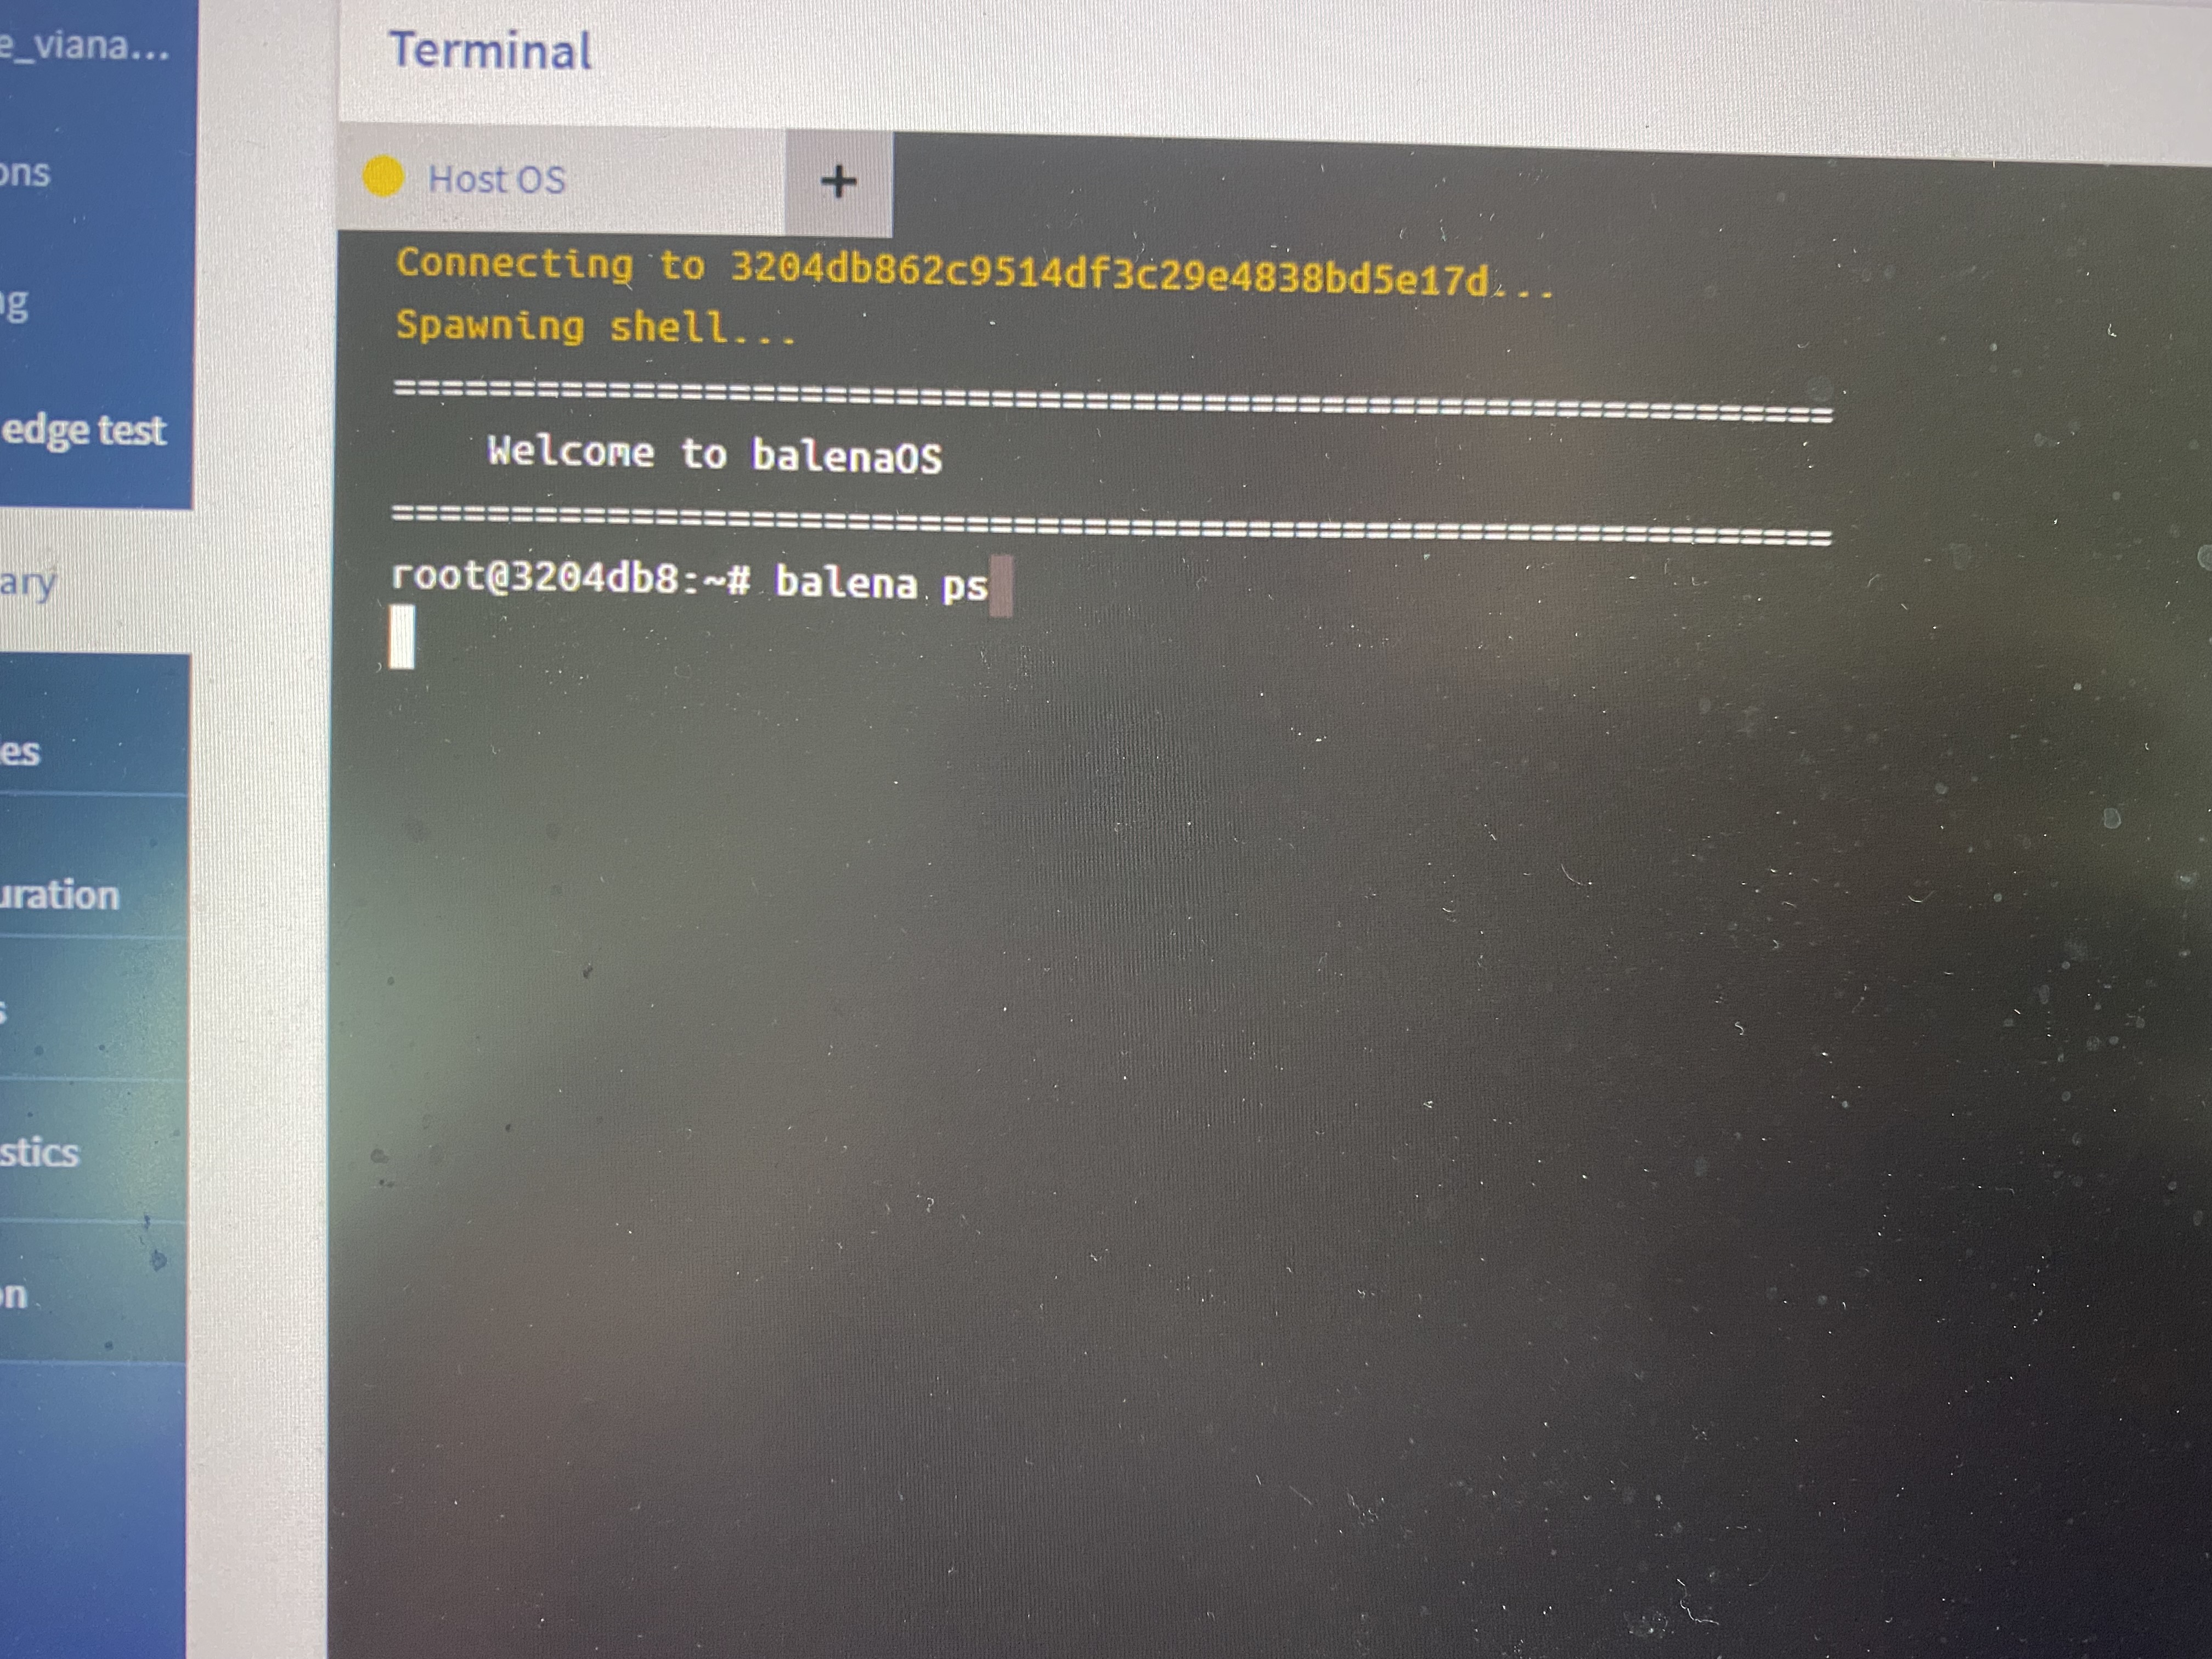 e_viana...
ons
ng
edge test
ary
es
uration
s
stics
on
Terminal
Host OS +
Connecting to 3204db862c9514df3c29e4838bd5e17d...
Spawning shell...
=============================================================
Welcome to balenaOS
=============================================================
root@3204db8:~# balena ps